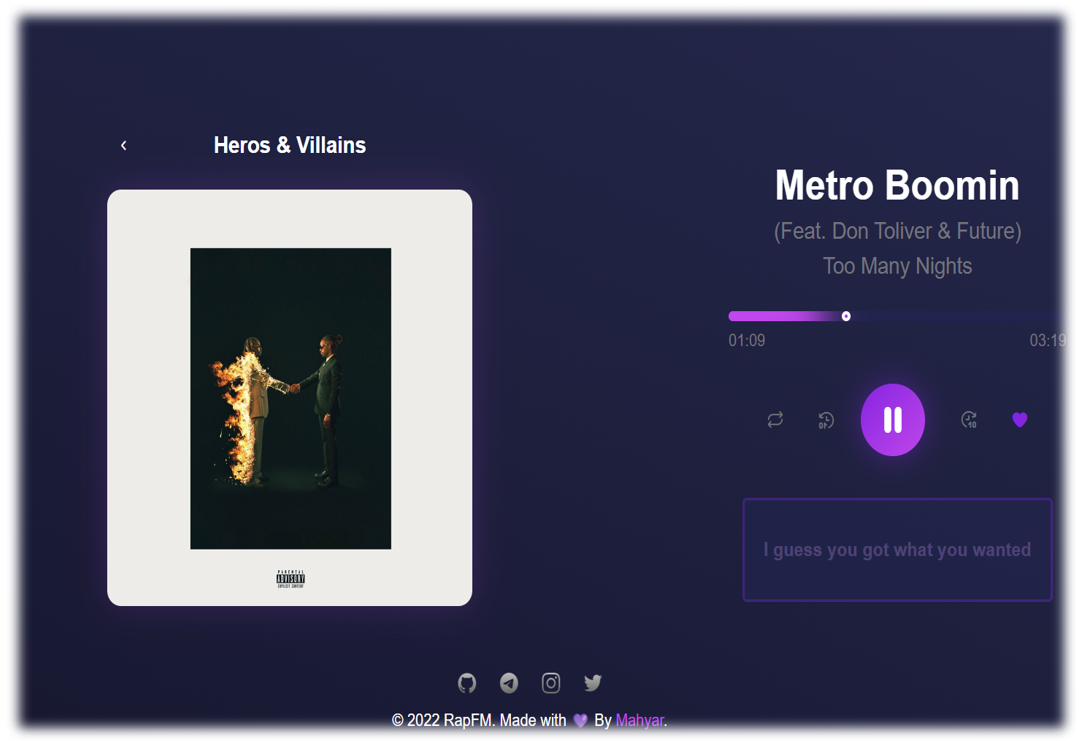 Heros & Villains
PARENTAL
ADVISORY
EXPLICIT CONTENT
Metro Boomin
(Feat. Don Toliver & Future)
Too Many Nights
01:09 03:19
10
I guess you got what you wanted
© 2022 RapFM. Made with 💜 By Mahyar.